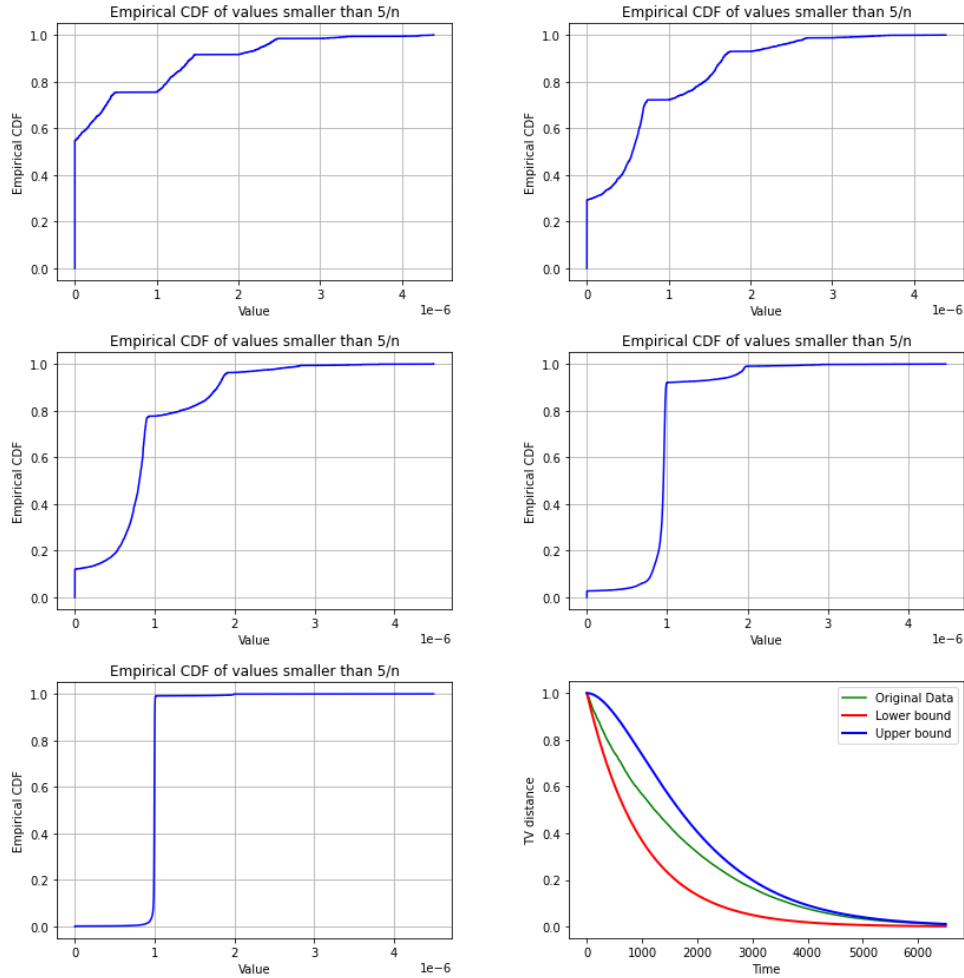 Empirical CDF of values smaller than 5/n
1.0
0.8
0.6
0.4
0.2
0.0
Empirical CDF
0 1 2 3 4
1e−6
Value
Empirical CDF of values smaller than 5/n
1.0
0.8
0.6
0.4
0.2
0.0
Empirical CDF
0 1 2 3 4
1e−6
Value
Empirical CDF of values smaller than 5/n
1.0
0.8
0.6
0.4
0.2
0.0
Empirical CDF
0 1 2 3 4
1e−6
Value
Empirical CDF of values smaller than 5/n
1.0
0.8
0.6
0.4
0.2
0.0
Empirical CDF
0 1 2 3 4
1e−6
Value
Empirical CDF of values smaller than 5/n
1.0
0.8
0.6
0.4
0.2
0.0
Empirical CDF
0 1 2 3 4
1e−6
Value
1.0
0.8
0.6
0.4
0.2
0.0
TV distance
Original Data
Lower bound
Upper bound
0 1000 2000 3000 4000 5000 6000
Time